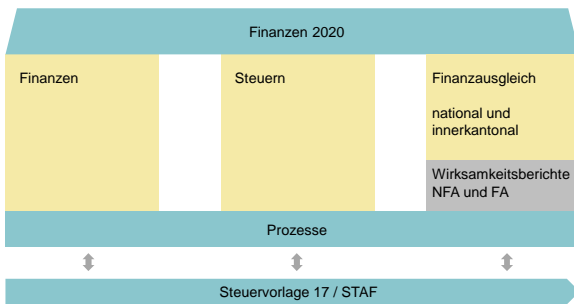 Finanzen 2020
Finanzen
Steuern
Finanzausgleich
national und
innerkantonal
Wirksamkeitsberichte
NFA und FA
Prozesse
Steuervorlage 17 / STAF